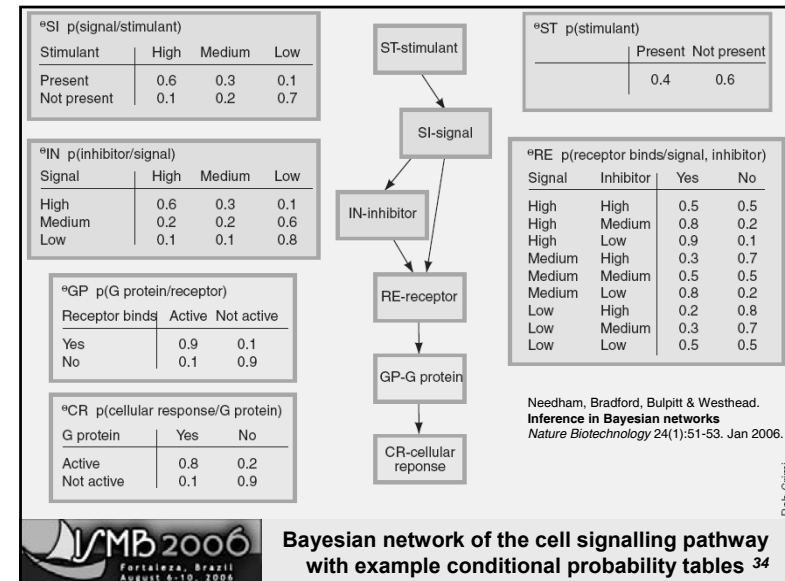 ᶿSI p(signal/stimulant)
Stimulant High Medium Low
Present 0.6 0.3 0.1
Not present 0.1 0.2 0.7
ᶿIN p(inhibitor/signal)
Signal High Medium Low
High 0.6 0.3 0.1
Medium 0.2 0.2 0.6
Low 0.1 0.1 0.8
ᶿGP p(G protein/receptor)
Receptor binds Active Not active
Yes 0.9 0.1
No 0.1 0.9
ᶿCR p(cellular response/G protein)
G protein Yes No
Active 0.8 0.2
Not active 0.1 0.9
ST-stimulant
SI-signal
IN-inhibitor
RE-receptor
GP-G protein
CR-cellular
reponse
ᶿST p(stimulant)
Present Not present
0.4 0.6
ᶿRE p(receptor binds/signal, inhibitor)
Signal Inhibitor Yes No
High High 0.5 0.5
High Medium 0.8 0.2
High Low 0.9 0.1
Medium High 0.3 0.7
Medium Medium 0.5 0.5
Medium Low 0.8 0.2
Low High 0.2 0.8
Low Medium 0.3 0.7
Low Low 0.5 0.5
Needham, Bradford, Bulpitt & Westhead.
Inference in Bayesian networks
Nature Biotechnology 24(1):51-53. Jan 2006.
ISMB 2006
Fortaleza, Brazil
August 6-10, 2006
Bayesian network of the cell signalling pathway
with example conditional probability tables 34